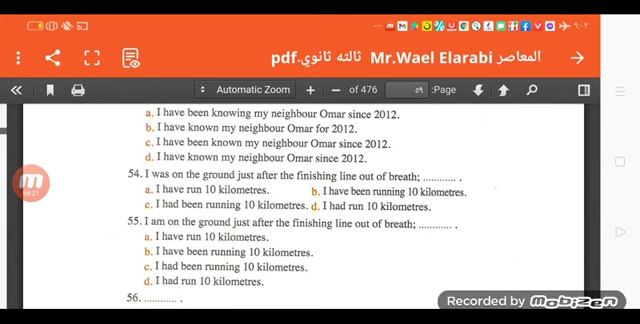 ٩:٠٣
المعاصر Mr.Wael Elarabi ثالثه ثانوي.pdf
Automatic Zoom + − of 476 ٥٩ :Page
a. I have been knowing my neighbour Omar since 2012.
b. I have known my neighbour Omar for 2012.
c. I have been known my neighbour Omar since 2012.
d. I have known my neighbour Omar since 2012.
54. I was on the ground just after the finishing line out of breath; ............ .
a. I have run 10 kilometres. b. I have been running 10 kilometres.
c. I had been running 10 kilometres. d. I had run 10 kilometres.
55. I am on the ground just after the finishing line out of breath; ............ .
a. I have run 10 kilometres.
b. I have been running 10 kilometres.
c. I had been running 10 kilometres.
d. I had run 10 kilometres.
56. ............ .
Recorded by Mobizen